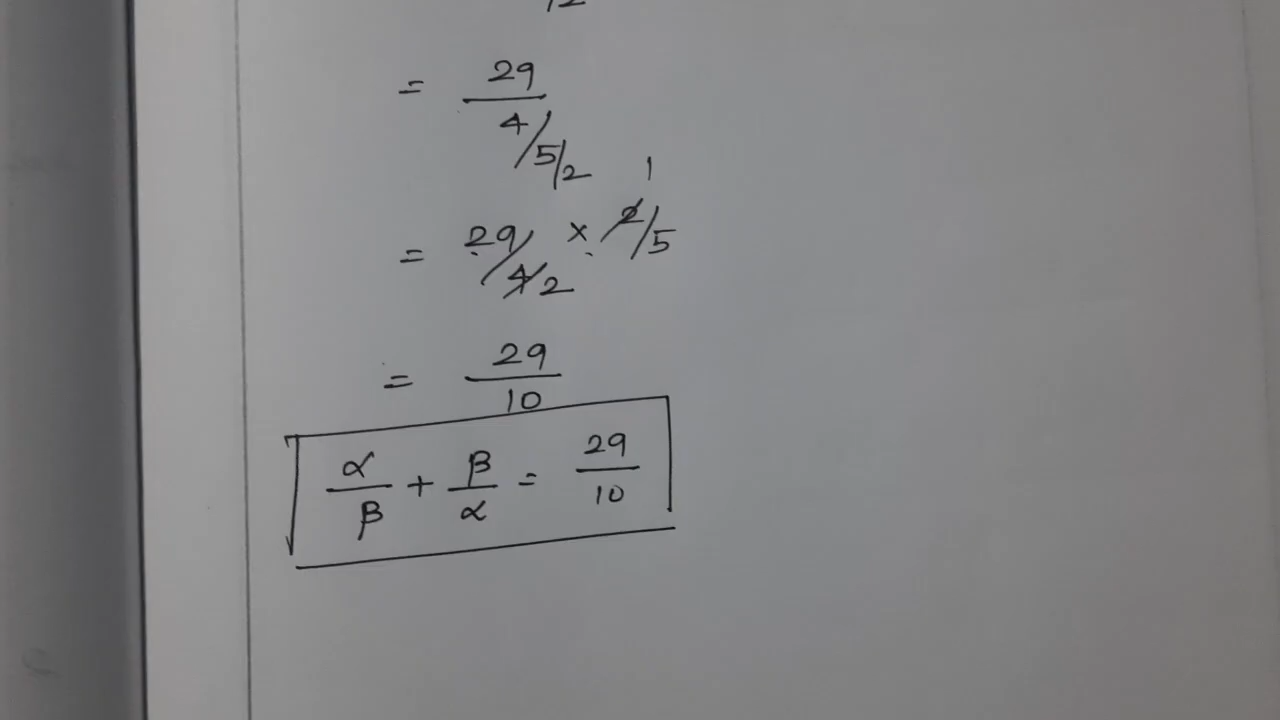 = 29/4/5/2
= 29/4 2 × 2/5 1
= 29/10
α/β + β/α = 29/10